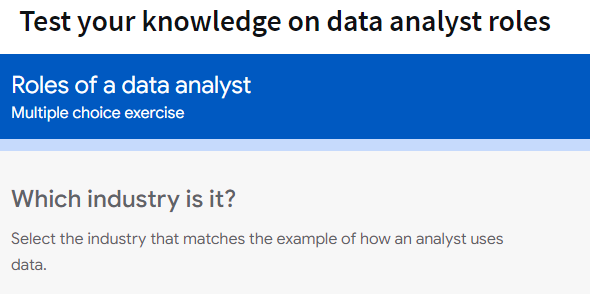 Test your knowledge on data analyst roles
Roles of a data analyst
Multiple choice exercise
Which industry is it?
Select the industry that matches the example of how an analyst uses
data.